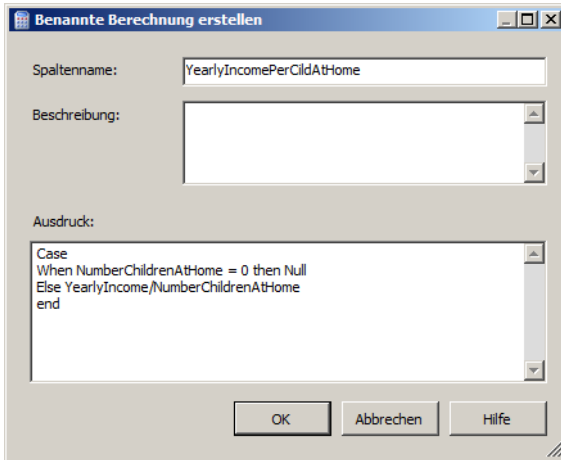 Benannte Berechnung erstellen
Spaltenname:
YearlyIncomePerCildAtHome
Beschreibung:
Ausdruck:
Case
When NumberChildrenAtHome = 0 then Null
Else YearlyIncome/NumberChildrenAtHome
end
OK
Abbrechen
Hilfe